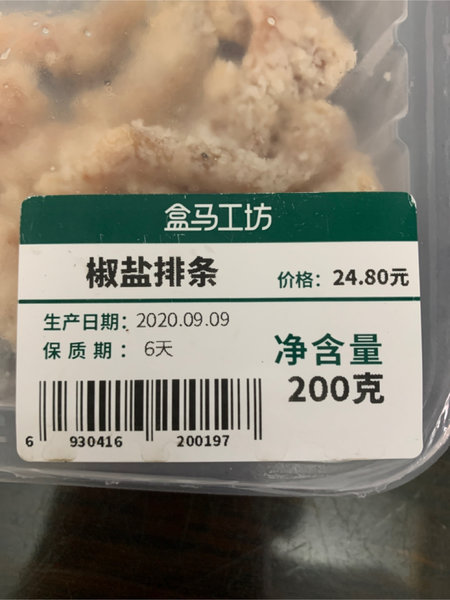 盒马工坊
椒盐排条 价格：24.80元
生产日期：2020.09.09
保质期：6天
净含量
200克
6 930416 200197